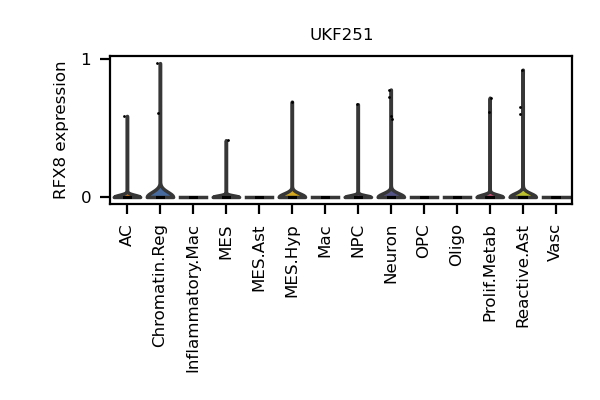 UKF251
RFX8 expression
1
0
AC
Chromatin.Reg
Inflammatory.Mac
MES
MES.Ast
MES.Hyp
Mac
NPC
Neuron
OPC
Oligo
Prolif.Metab
Reactive.Ast
Vasc